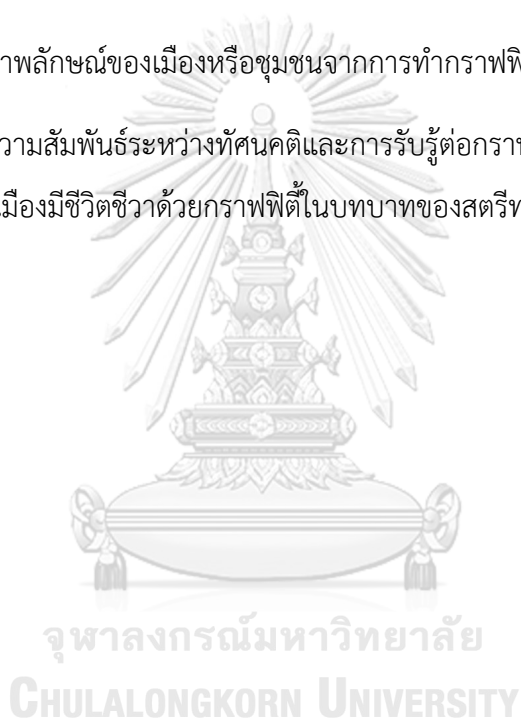 าพลักษณ์ของเมืองหรือชุมชนจากการทำกราฟฟิ
วามสัมพันธ์ระหว่างทัศนคติและการรับรู้ต่อกรา
มืองมีชีวิตชีวาด้วยกราฟฟิตี้ในบทบาทของสตรีท
จุฬาลงกรณ์มหาวิทยาลัย
CHULALONGKORN UNIVERSITY